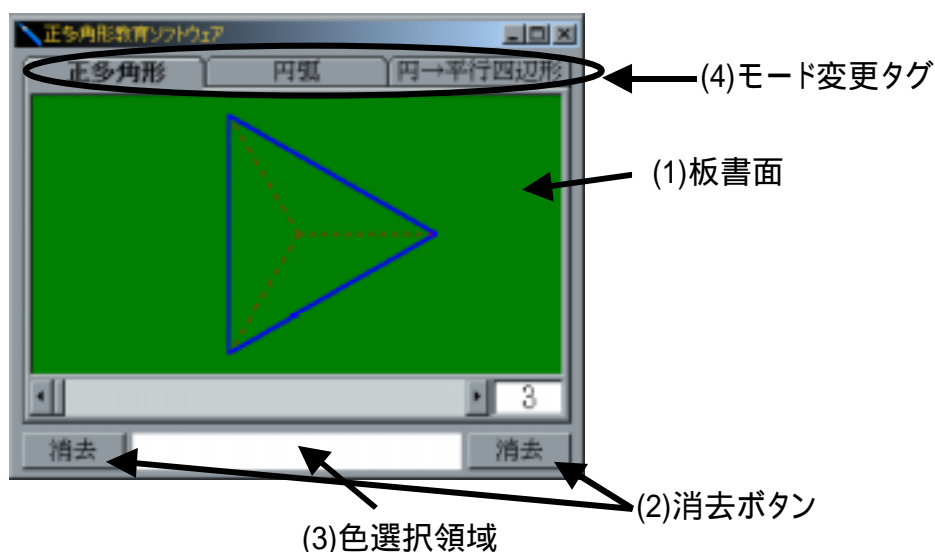 正多角形教育ソフトウェア
正多角形 円弧 円→平行四辺形
(4)モード変更タグ
(1)板書面
3
消去 消去
(2)消去ボタン
(3)色選択領域